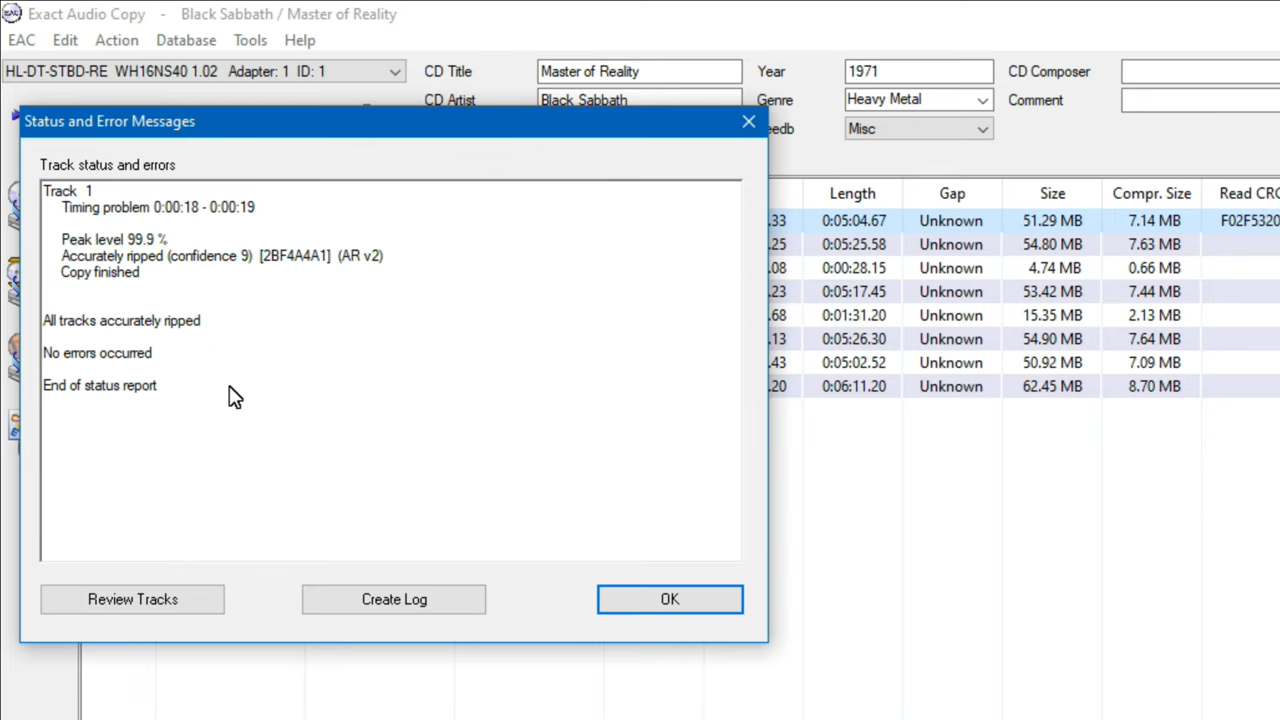 Exact Audio Copy - Black Sabbath / Master of Reality
EAC Edit Action Database Tools Help
HL-DT-STBD-RE WH16NS40 1.02 Adapter: 1 ID: 1
CD Title Master of Reality Year 1971 CD Composer
CD Artist Black Sabbath Genre Heavy Metal Comment
eedb Misc
Status and Error Messages
Track status and errors
Track 1
Timing problem 0:00:18 - 0:00:19
Peak level 99.9 %
Accurately ripped (confidence 9) [2BF4A4A1] (AR v2)
Copy finished
All tracks accurately ripped
No errors occurred
End of status report
Review Tracks Create Log OK
Length Gap Size Compr. Size Read CRC
.33 0:05:04.67 Unknown 51.29 MB 7.14 MB F02F5320
.25 0:05:25.58 Unknown 54.80 MB 7.63 MB
.08 0:00:28.15 Unknown 4.74 MB 0.66 MB
.23 0:05:17.45 Unknown 53.42 MB 7.44 MB
.68 0:01:31.20 Unknown 15.35 MB 2.13 MB
.13 0:05:26.30 Unknown 54.90 MB 7.64 MB
.43 0:05:02.52 Unknown 50.92 MB 7.09 MB
.20 0:06:11.20 Unknown 62.45 MB 8.70 MB